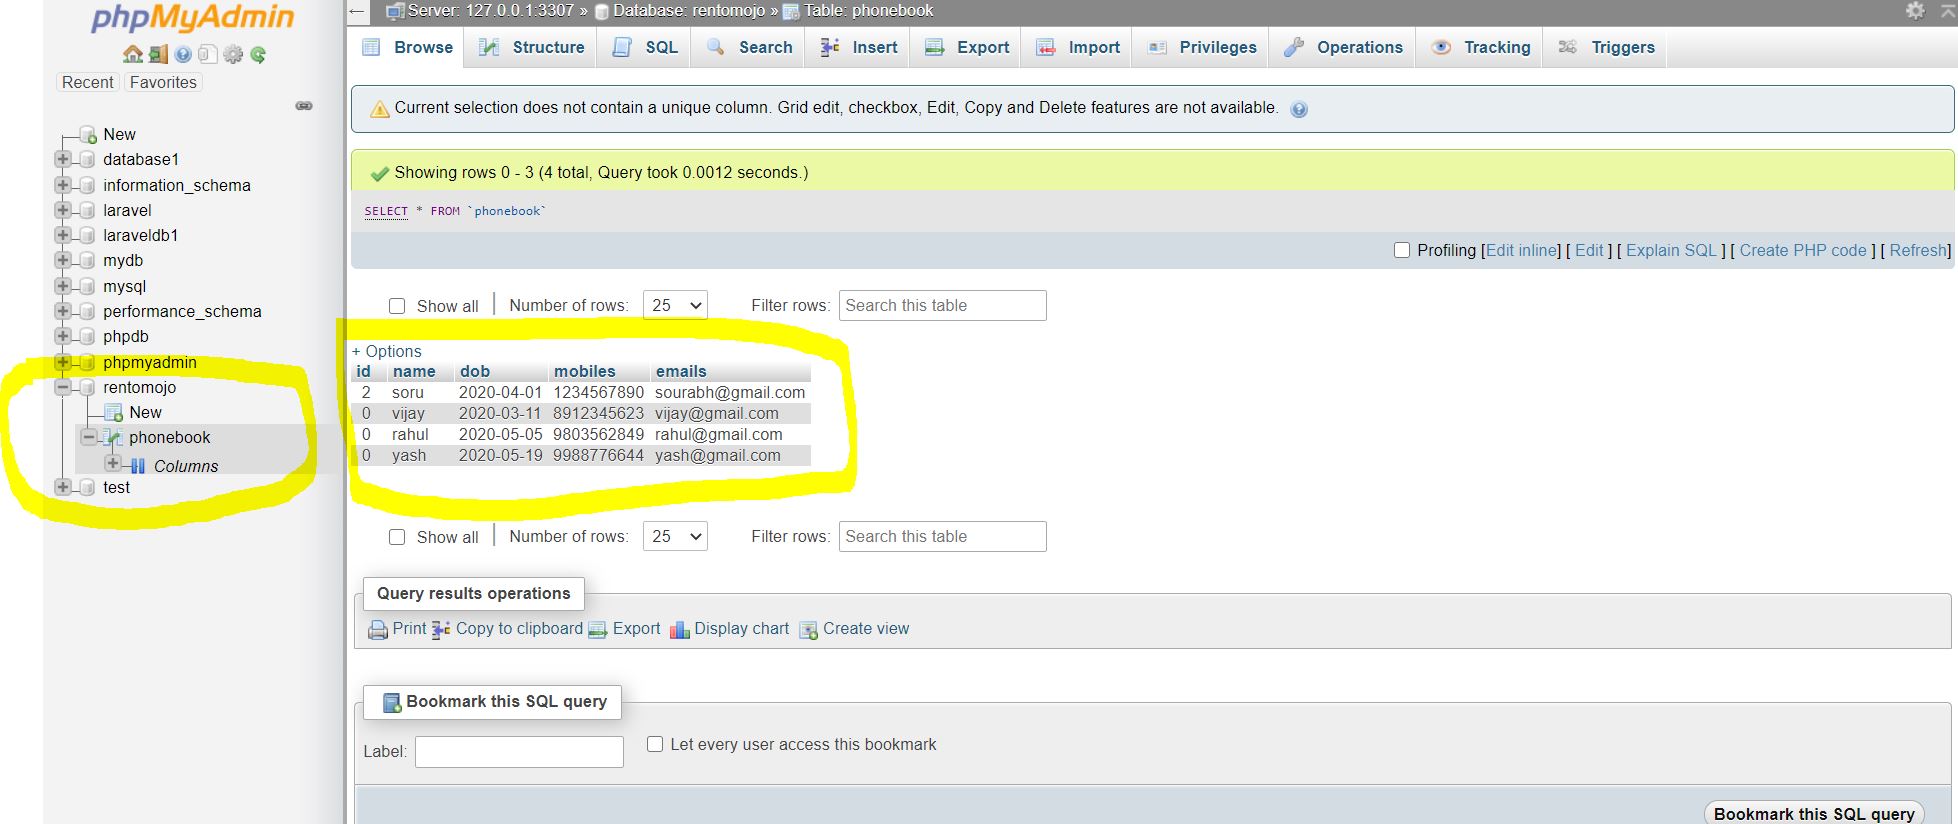 phpMyAdmin
Recent Favorites
New
database1
information_schema
laravel
laraveldb1
mydb
mysql
performance_schema
phpdb
phpmyadmin
rentomojo
New
phonebook
Columns
test
Server: 127.0.0.1:3307 » Database: rentomojo » Table: phonebook
Browse Structure SQL Search Insert Export Import Privileges Operations Tracking Triggers
Current selection does not contain a unique column. Grid edit, checkbox, Edit, Copy and Delete features are not available.
Showing rows 0 - 3 (4 total, Query took 0.0012 seconds.)
SELECT * FROM `phonebook`
Profiling [Edit inline] [ Edit ] [ Explain SQL ] [ Create PHP code ] [ Refresh]
Show all | Number of rows: 25 Filter rows: Search this table
+ Options
id name dob mobiles emails
2 soru 2020-04-01 1234567890 sourabh@gmail.com
0 vijay 2020-03-11 8912345623 vijay@gmail.com
0 rahul 2020-05-05 9803562849 rahul@gmail.com
0 yash 2020-05-19 9988776644 yash@gmail.com
Show all | Number of rows: 25 Filter rows: Search this table
Query results operations
Print Copy to clipboard Export Display chart Create view
Bookmark this SQL query
Label: Let every user access this bookmark
Bookmark this SQL query